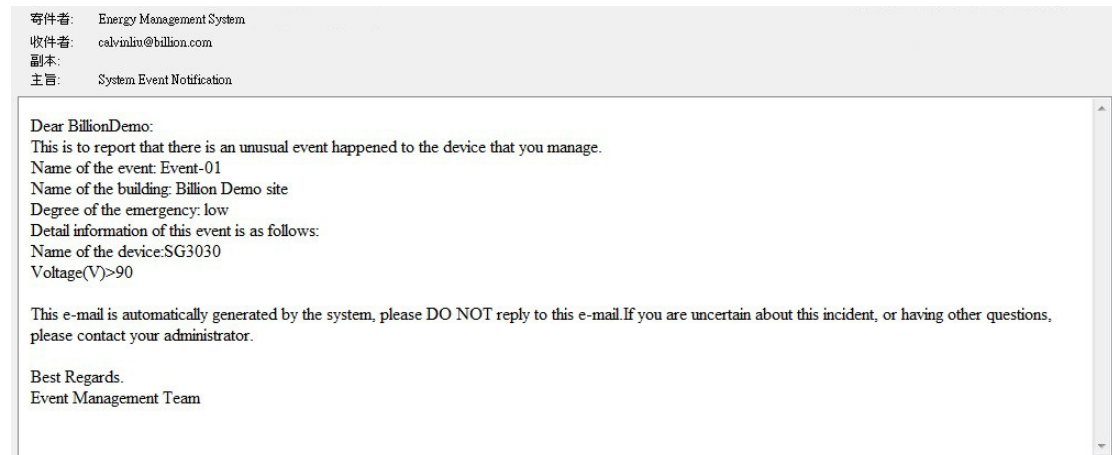 寄件者: Energy Management System
收件者: calvinliu@billion.com
副本:
主旨: System Event Notification
Dear BillionDemo:
This is to report that there is an unusual event happened to the device that you manage.
Name of the event: Event-01
Name of the building: Billion Demo site
Degree of the emergency: low
Detail information of this event is as follows:
Name of the device:SG3030
Voltage(V)>90
This e-mail is automatically generated by the system, please DO NOT reply to this e-mail.If you are uncertain about this incident, or having other questions,
please contact your administrator.
Best Regards.
Event Management Team